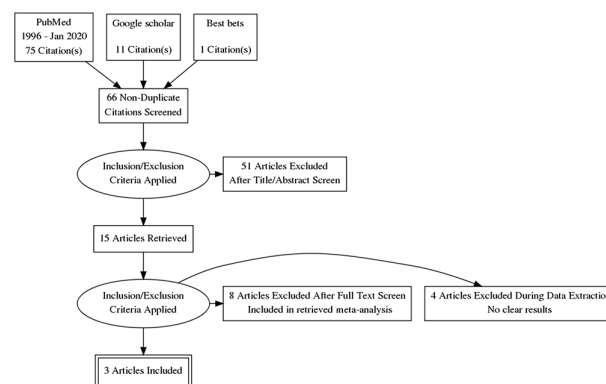 PubMed
1996 - Jan 2020
75 Citation(s)
Google scholar
11 Citation(s)
Best bets
1 Citation(s)
66 Non-Duplicate
Citations Screened
Inclusion/Exclusion
Criteria Applied
51 Articles Excluded
After Title/Abstract Screen
15 Articles Retrieved
Inclusion/Exclusion
Criteria Applied
8 Articles Excluded After Full Text Screen
Included in retrieved meta-analysis
4 Articles Excluded During Data Extractio
No clear results
3 Articles Included